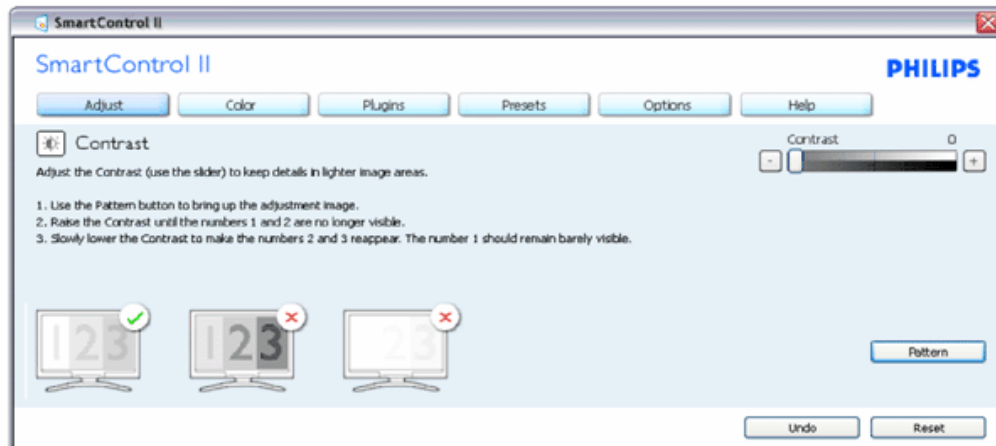 SmartControl II
SmartControl II
PHILIPS
Adjust Color Plugins Presets Options Help
Contrast
Contrast 0
Adjust the Contrast (use the slider) to keep details in lighter image areas.
- +
1. Use the Pattern button to bring up the adjustment image.
2. Raise the Contrast until the numbers 1 and 2 are no longer visible.
3. Slowly lower the Contrast to make the numbers 2 and 3 reappear. The number 1 should remain barely visible.
123 123 23
Pattern
Undo Reset